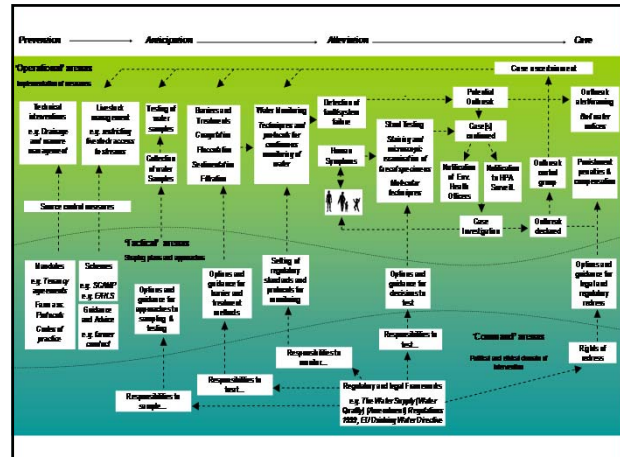 Prevention
Anticipation
Alleviation
Cure
'Operational' arenas
Implementation of measures
Case ascertainment
Technical
interventions
e.g. Drainage
and manure
management
Livestock
management
e.g. restricting
livestock access
to streams
Testing of
water
samples
Collection
of water
Samples
Barriers and
Treatments
Coagulation
Flocculation
Sedimentation
Filtration
Water Monitoring
Techniques and
protocols for
continuous
monitoring of
water
Detection of
fault/system
failure
Human
Symptoms
Stool Testing
Staining and
microscopic
examination of
faecal specimens
Molecular
techniques
Potential
Outbreak
Case(s)
confirmed
Notification
of Env. Health
Officers
Notification
to HPA
Surveil.
Case
Investigation
Outbreak
control
group
Outbreak
declared
Outbreak
alert/warning
Boil water
notices
Punishment
penalties &
compensation
Source control measures
'Tactical' arenas
Shaping plans and approaches
Mandates
e.g. Tenancy
agreements
Farm ass.
Protocols
Codes of
practice
Schemes
e.g. SCAMP
Guidance
and Advice
e.g. farmer
conduct
Options and
guidance for
approaches to
sampling &
testing
Options and
guidance for
barrier and
treatment
methods
Setting of
regulatory
standards and
protocols for
monitoring
Options and
guidance for
decisions to
test
Options and
guidance for
legal and
regulatory
redress
Responsibilities to
sample...
Responsibilities to
treat...
Responsibilities to
monitor...
Responsibilities to
test...
'Command' arenas
Political and ethical domain of
intervention
Rights of
redress
Regulatory and legal Frameworks
e.g. The Water Supply (Water
Quality) (Amendment) Regulations
1999, EU Drinking Water Directive